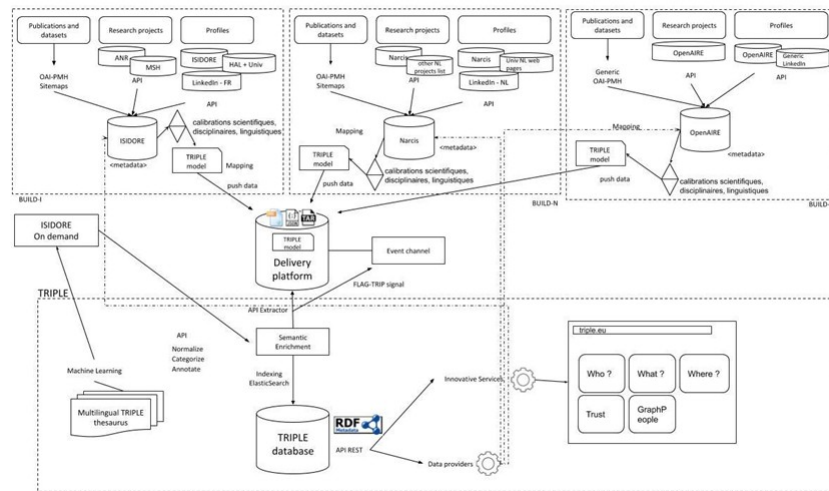 Publications and
datasets
Research projects
Profiles
ANR
MSH
ISIDORE
HAL + Univ
LinkedIn - FR
OAI-PMH
Sitemaps
API
API
ISIDORE
<metadata>
calibrations scientifiques,
disciplinaires, linguistiques
TRIPLE
model
Mapping
push data
BUILD-I
Publications and
datasets
Research projects
Profiles
Narcis
other NL
projects list
Narcis
Univ NL web
pages
LinkedIn - NL
OAI-PMH
Sitemaps
API
API
Mapping
Narcis
<metadata>
TRIPLE
model
calibrations scientifiques,
disciplinaires, linguistiques
push data
BUILD-N
Publications and
datasets
Research projects
Profiles
OpenAIRE
OpenAIRE
Generic
LinkedIn
Generic
OAI-PMH
API
API
Mapping
OpenAIRE
<metadata>
TRIPLE
model
calibrations scientifiques,
disciplinaires, linguistiques
push data
BUILD-
ISIDORE
On demand
TAB
TRIPLE
model
Delivery
platform
Event channel
FLAG-TRIP signal
TRIPLE
API Extractor
Semantic
Enrichment
API
Normalize
Categorize
Annotate
Machine Learning
Multilingual TRIPLE
thesaurus
Indexing
ElasticSearch
TRIPLE
database
RDF
Metadata
API REST
Innovative Services
Data providers
triple.eu
Who ?
What ?
Where ?
Trust
GraphP
eople